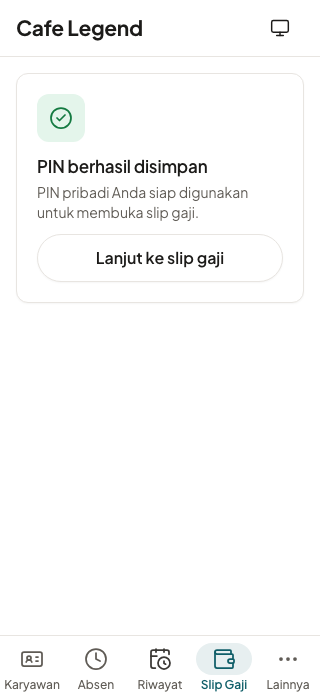 Cafe Legend
PIN berhasil disimpan
PIN pribadi Anda siap digunakan
untuk membuka slip gaji.
Lanjut ke slip gaji
Karyawan
Absen
Riwayat
Slip Gaji
Lainnya